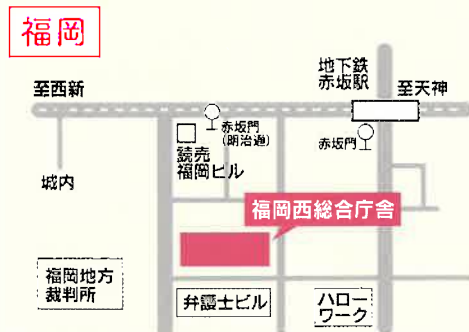 福岡
地下鉄
赤坂駅
至西新
至天神
赤坂門
(明治通)
赤坂門
読売
福岡ビル
城内
福岡西総合庁舎
福岡地方
裁判所
弁護士ビル
ハロー
ワーク